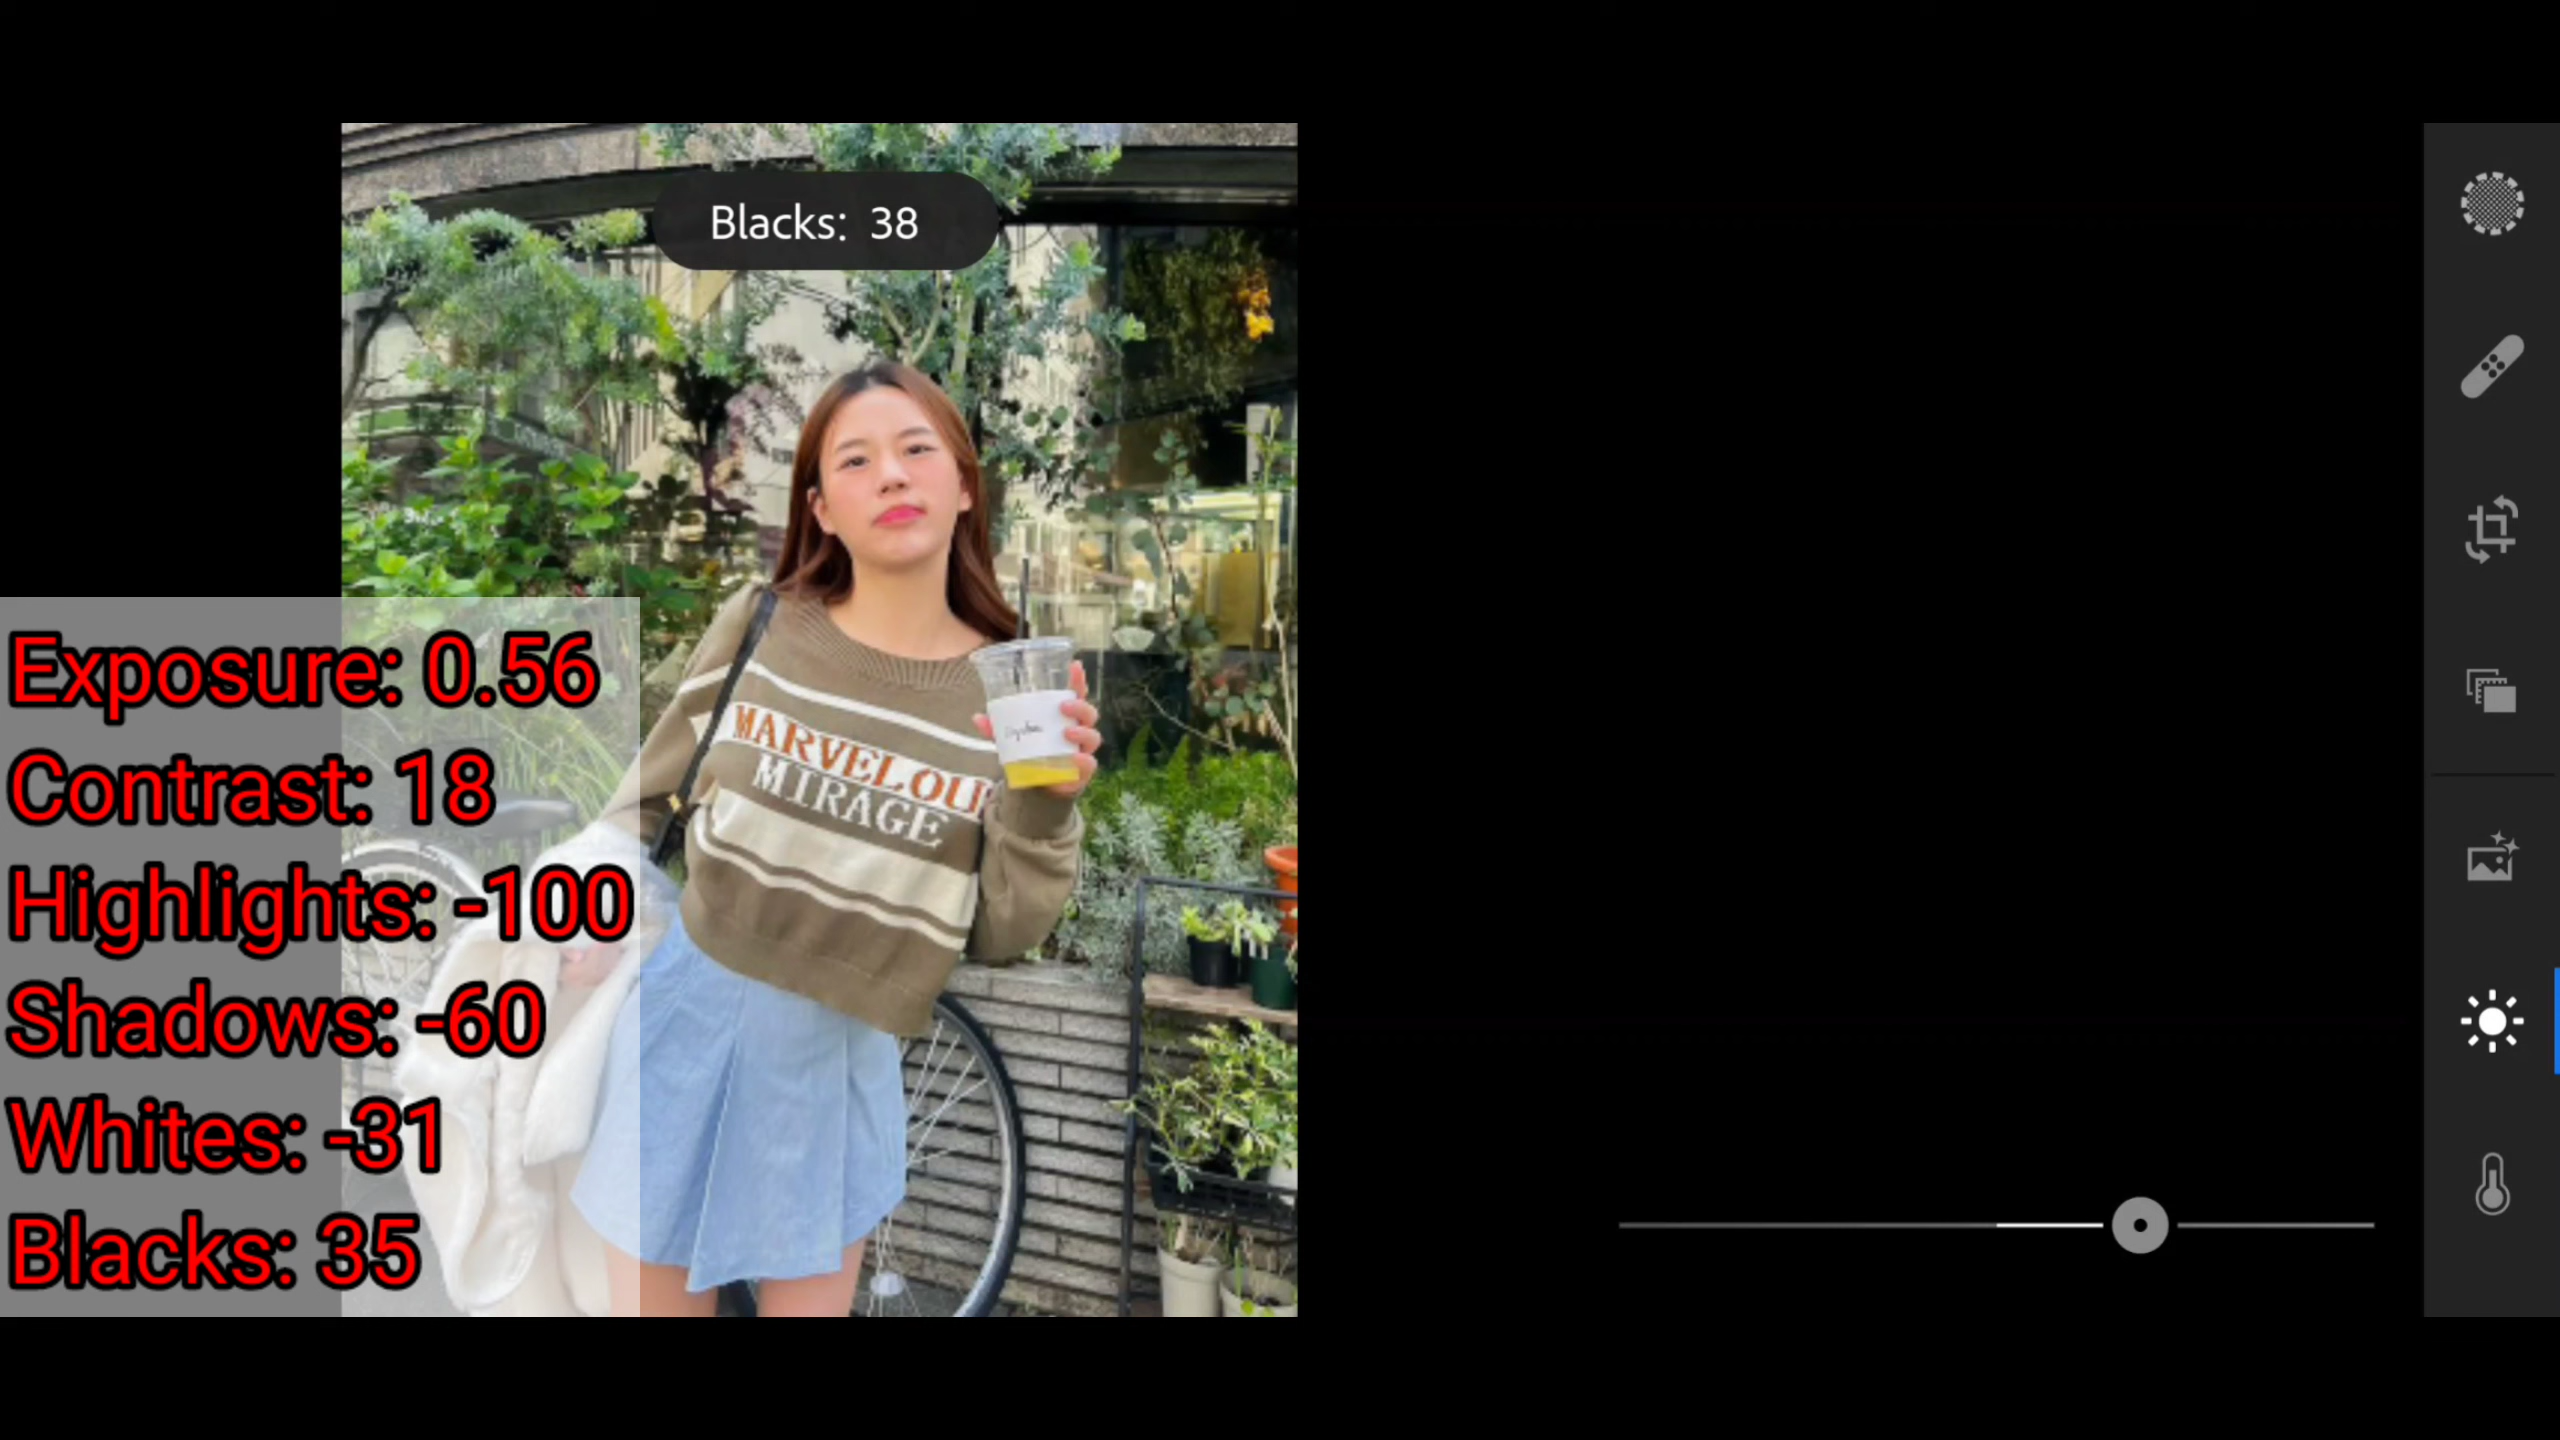 Blacks: 38
MARVELOU
MIRAGE
Exposure: 0.56
Contrast: 18
Highlights: -100
Shadows: -60
Whites: -31
Blacks: 35